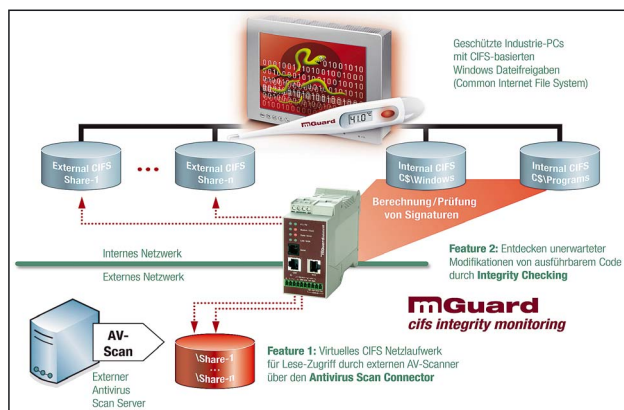 Geschützte Industrie-PCs
mit CIFS-basierten
Windows Dateifreigaben
(Common Internet File System)
mGuard
41.0°C
External CIFS
Share-1
External CIFS
Share-n
Internal CIFS
C$\Windows
Internal CIFS
C$\Programs
Berechnung/Prüfung
von Signaturen
Internes Netzwerk
Externes Netzwerk
Feature 2: Entdecken unerwarteter
Modifikationen von ausführbarem Code
durch Integrity Checking
mGuard
cifs integrity monitoring
AV-
Scan
Externer
Antivirus
Scan Server
\Share-1
...
\Share-n
Feature 1: Virtuelles CIFS Netzlaufwerk
für Lese-Zugriff durch externen AV-Scanner
über den Antivirus Scan Connector